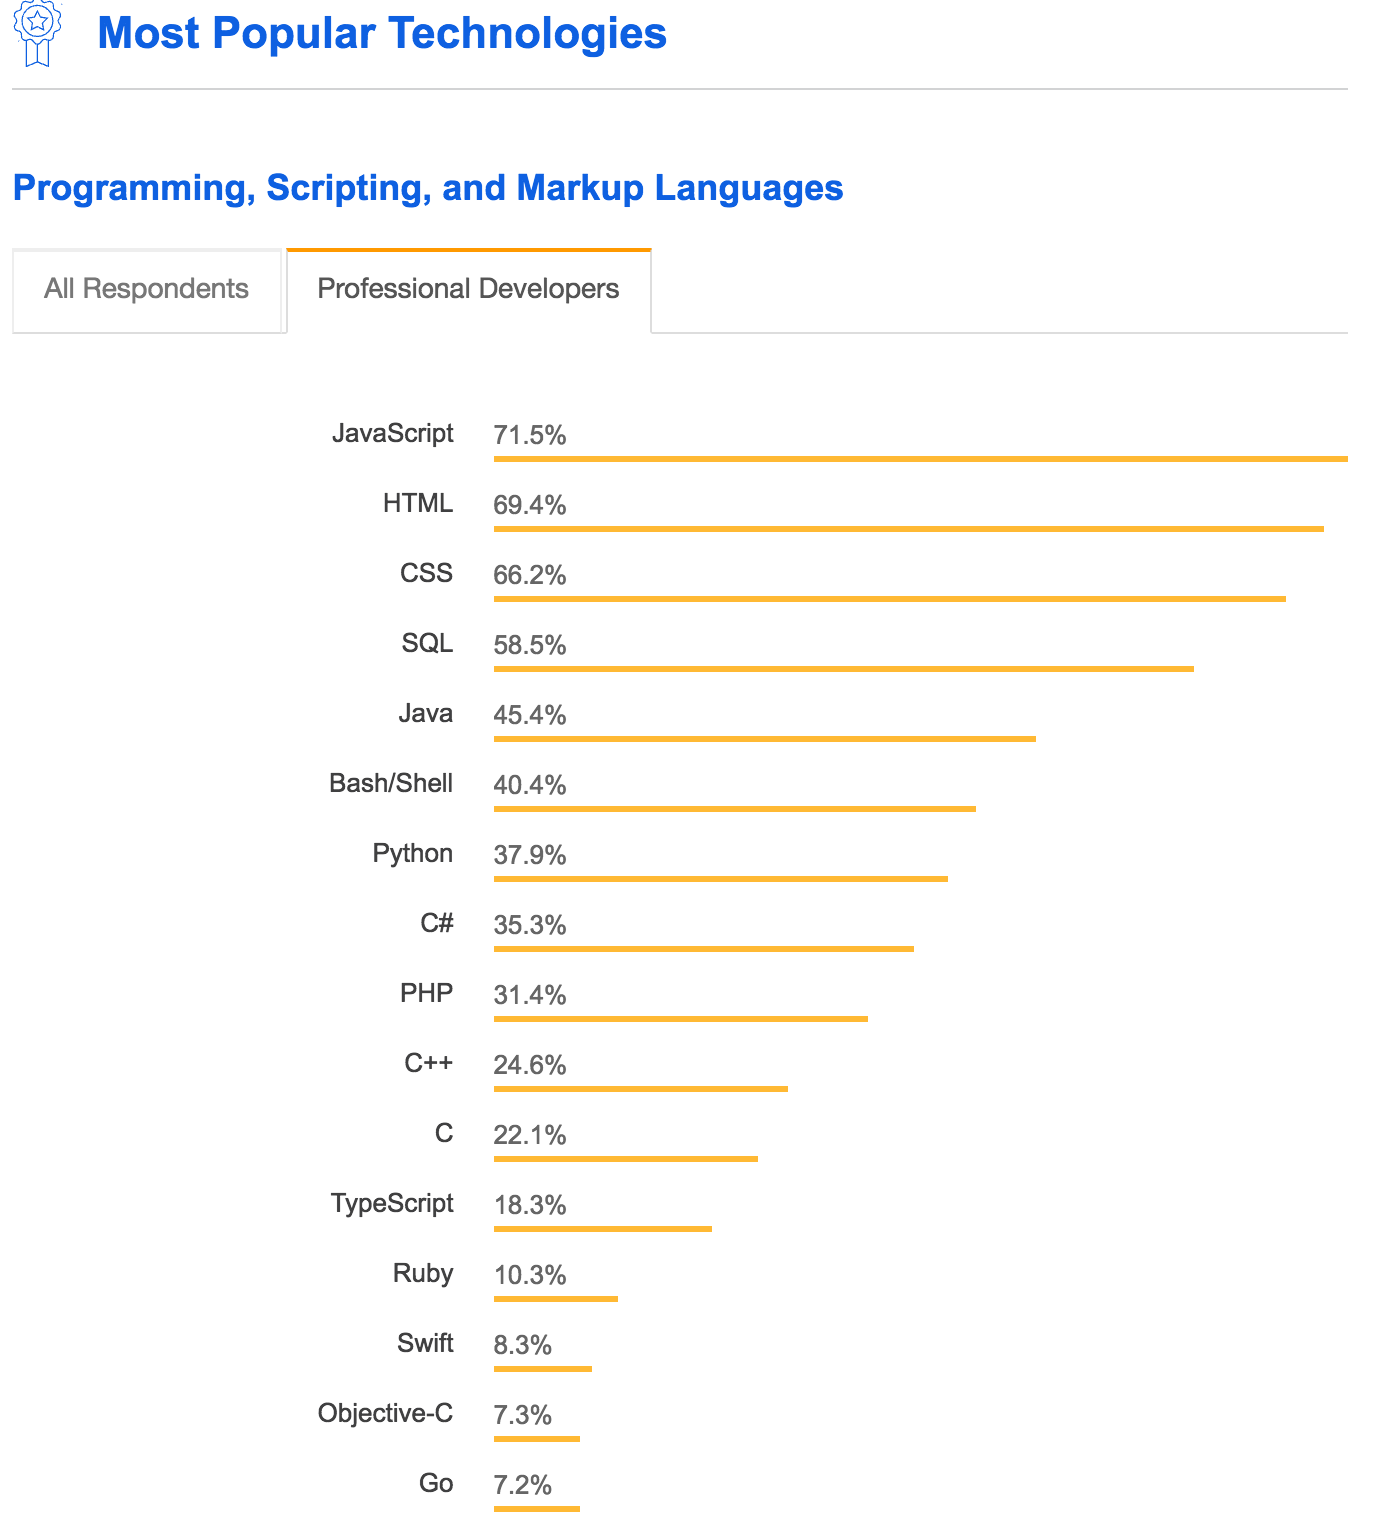 Most Popular Technologies
Programming, Scripting, and Markup Languages
All Respondents Professional Developers
JavaScript 71.5%
HTML 69.4%
CSS 66.2%
SQL 58.5%
Java 45.4%
Bash/Shell 40.4%
Python 37.9%
C# 35.3%
PHP 31.4%
C++ 24.6%
C 22.1%
TypeScript 18.3%
Ruby 10.3%
Swift 8.3%
Objective-C 7.3%
Go 7.2%